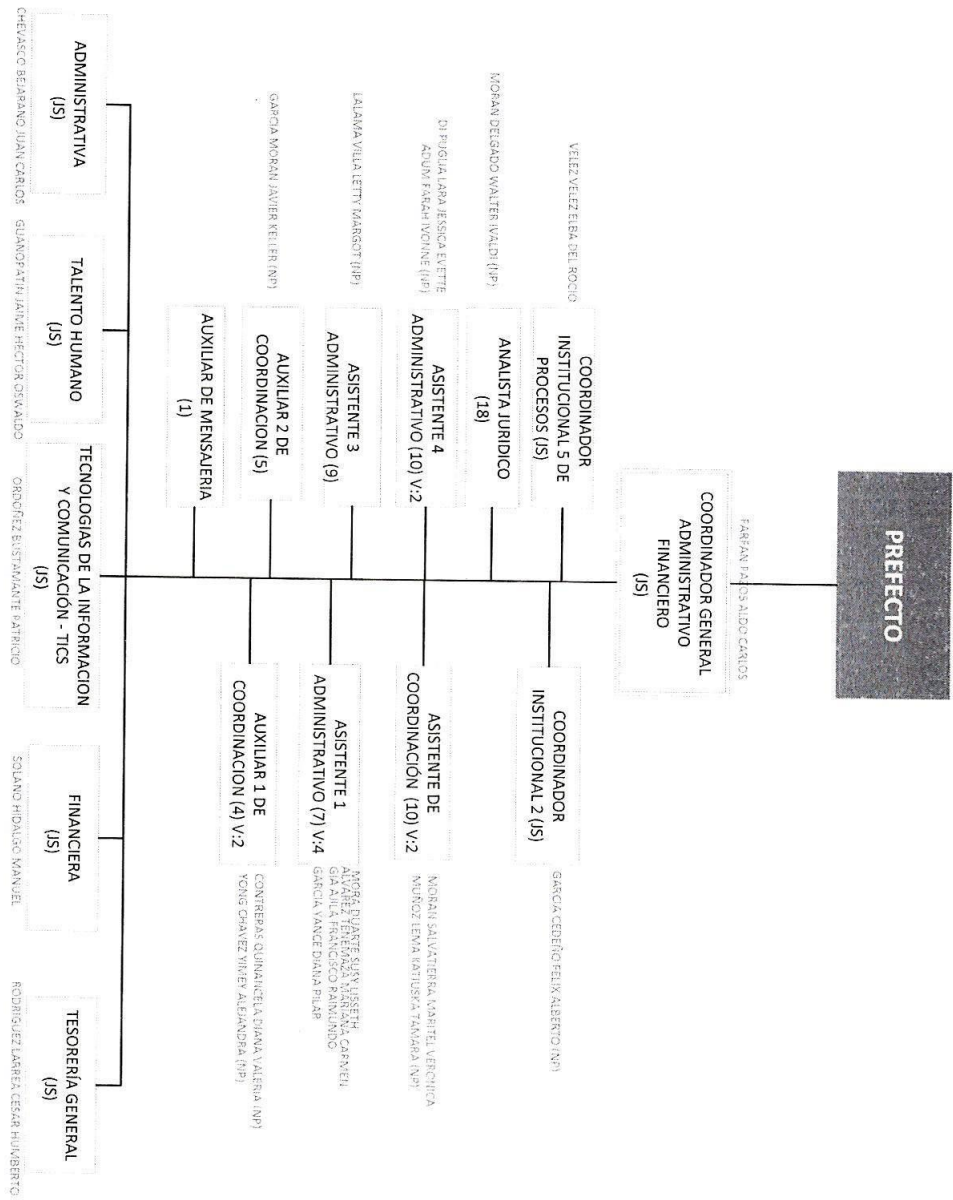 PREFECTO
FARFAN PAZOS ALDO CARLOS
COORDINADOR GENERAL
ADMINISTRATIVO
FINANCIERO
(JS)
VELEZ VELEZ ELBA DEL ROCIO
COORDINADOR
INSTITUCIONAL 5 DE
PROCESOS (JS)
COORDINADOR
INSTITUCIONAL 2 (JS)
GARCIA CEDEÑO FELIX ALBERTO (NP)
MORAN DELGADO WALTER IVALDI (NP)
ANALISTA JURIDICO
(18)
DI PUGLIA LARA JESSICA EVETTE
ADUM FARAH IVONNE (NP)
ASISTENTE 4
ADMINISTRATIVO (10) V:2
ASISTENTE DE
COORDINACIÓN (10) V:2
MORAN SALVATIERRA MARITEL VERONICA
MUÑOZ LEMA KATIUSKA TAMARA (NP)
LALAMA VILLA LETTY MARGOT (NP)
ASISTENTE 3
ADMINISTRATIVO (9)
ASISTENTE 1
ADMINISTRATIVO (7) V:4
MORA DUARTE SUSY LISSETH
ALVAREZ TENEMAZA MARIANA CARMEN
GIA AJILA FRANCISCO RAIMUNDO
GARCIA YANCE DIANA PILAR
GARCIA MORAN JAVIER KELLER (NP)
AUXILIAR 2 DE
COORDINACION (5)
AUXILIAR 1 DE
COORDINACION (4) V:2
CONTRERAS QUINANCELA DIANA VALERIA (NP)
YONG CHAVEZ YIMEY ALEJANDRA (NP)
AUXILIAR DE MENSAJERIA
(1)
ADMINISTRATIVA
(JS)
CHEVASCO BEJARANO JUAN CARLOS
TALENTO HUMANO
(JS)
GUANOPATIN JAIME HECTOR OSWALDO
TECNOLOGIAS DE LA INFORMACION
Y COMUNICACIÓN - TICS
(JS)
ORDOÑEZ BUSTAMANTE PATRICIO
FINANCIERA
(JS)
SOLANO HIDALGO MANUEL
TESORERÍA GENERAL
(JS)
RODRIGUEZ LARREA CESAR HUMBERTO